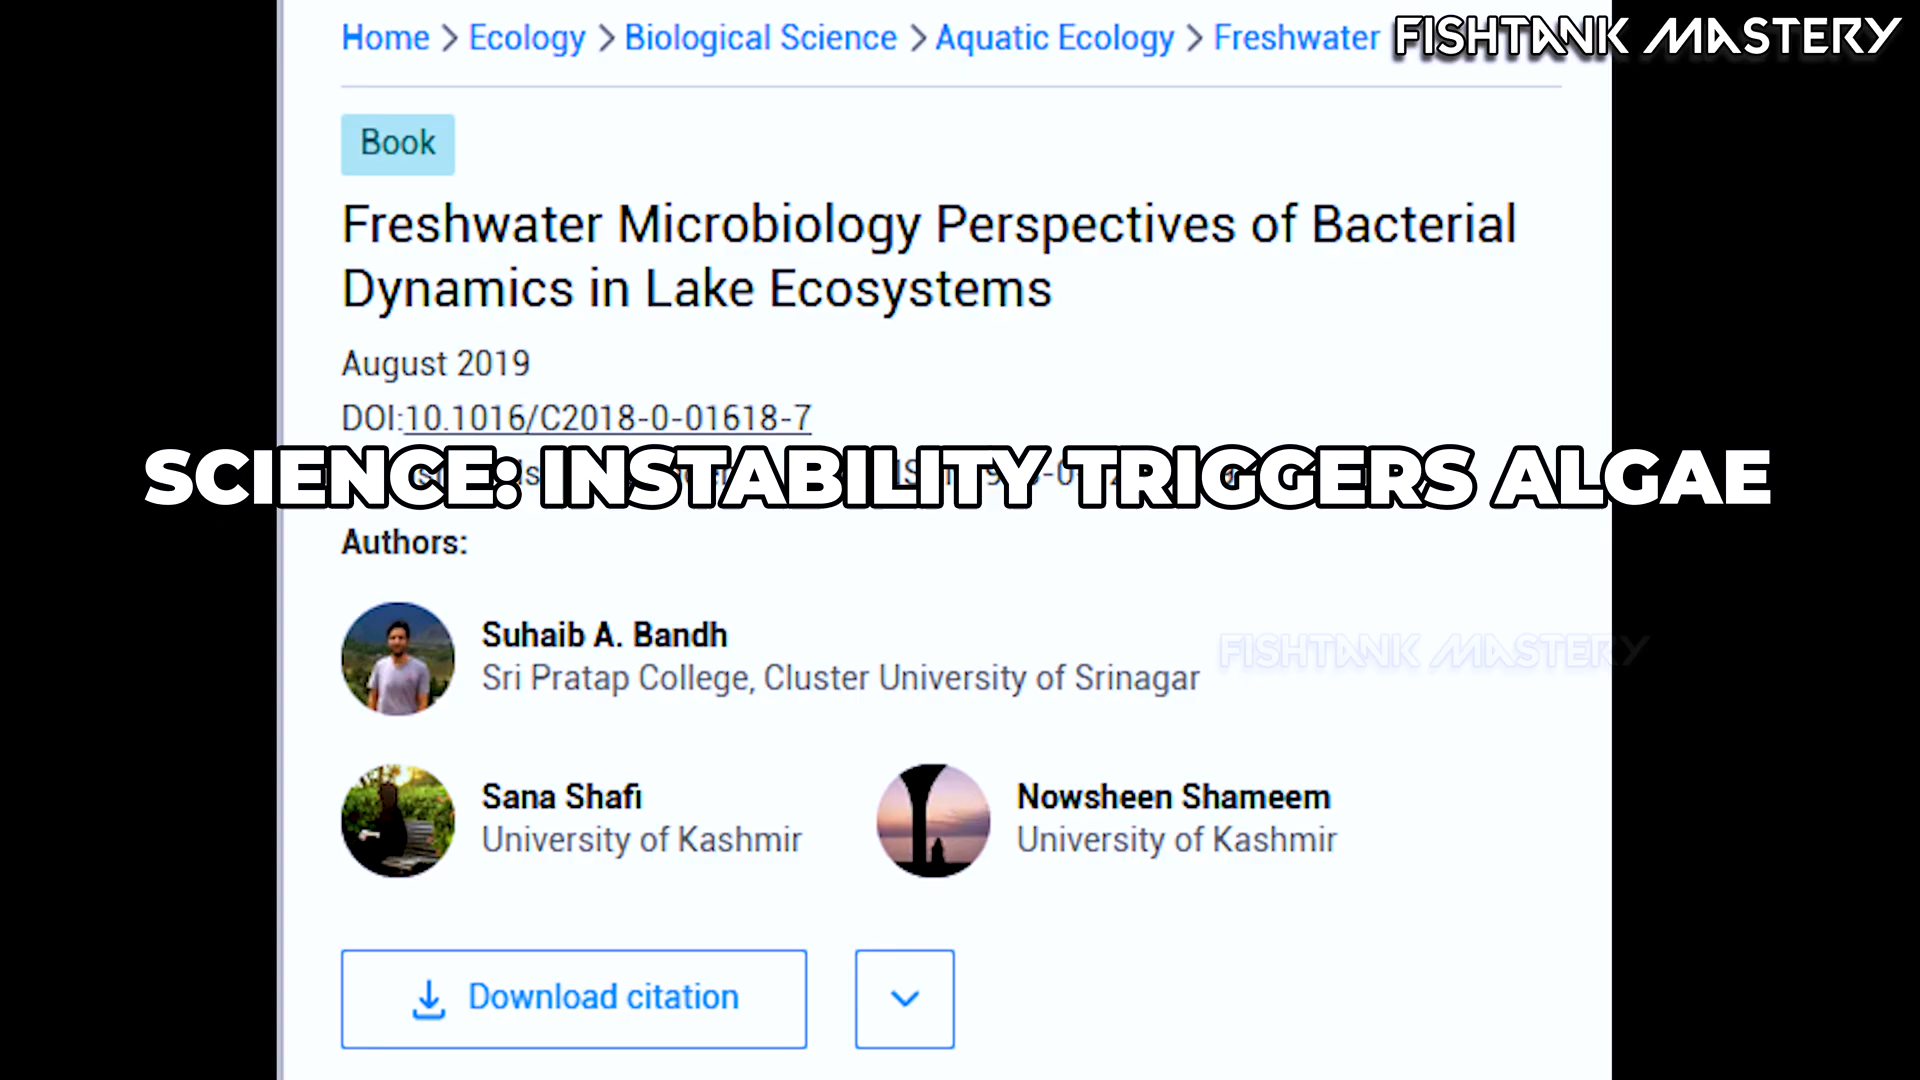 Home > Ecology > Biological Science > Aquatic Ecology > Freshwater
FISHTANK MASTERY
Book
Freshwater Microbiology Perspectives of Bacterial
Dynamics in Lake Ecosystems
August 2019
DOI:10.1016/C2018-0-01618-7
SCIENCE: INSTABILITY TRIGGERS ALGAE
Authors:
Suhaib A. Bandh
Sri Pratap College, Cluster University of Srinagar
FISHTANK MASTERY
Sana Shafi
University of Kashmir
Nowsheen Shameem
University of Kashmir
Download citation